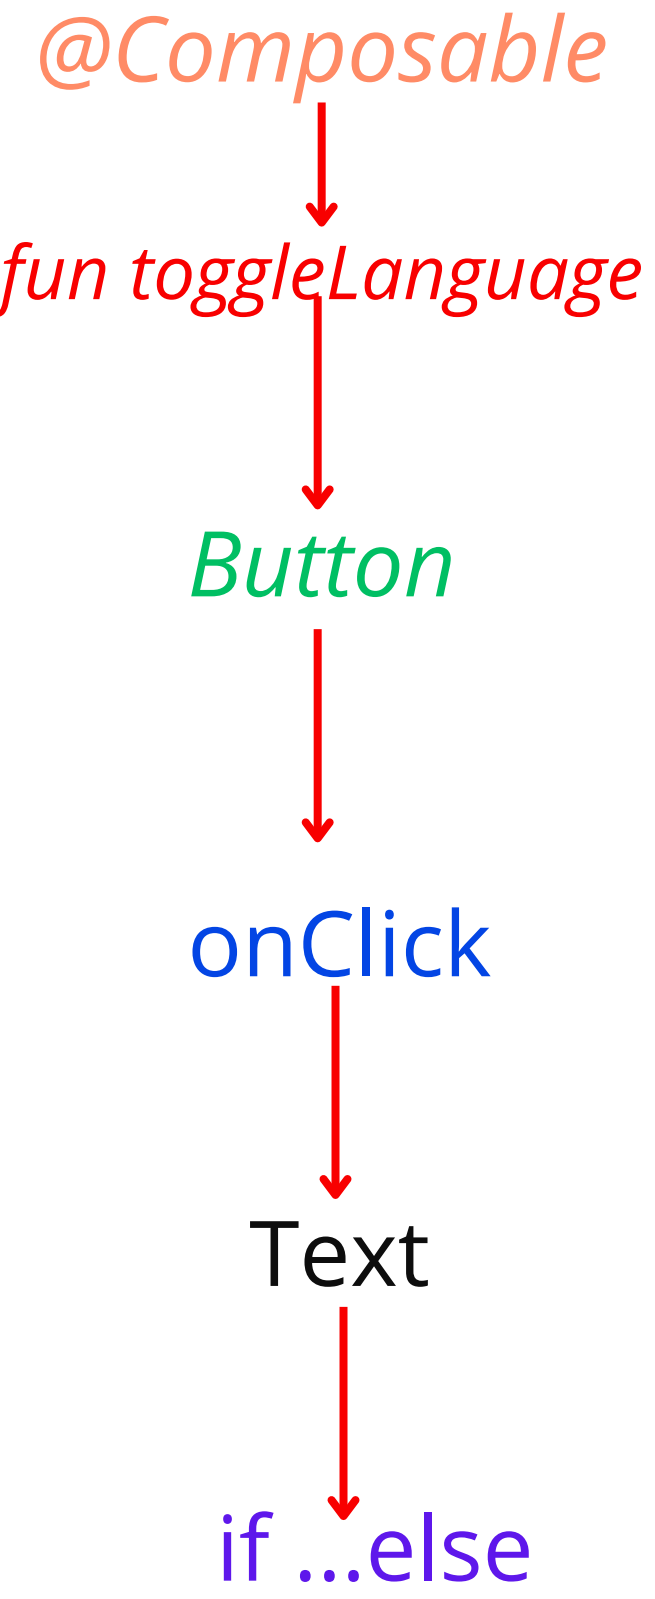 @Composable
fun toggleLanguage
Button
onClick
Text
if ...else